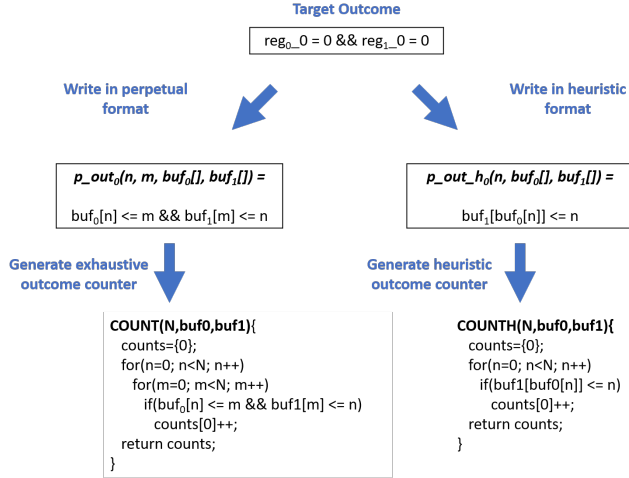 Target Outcome
reg₀_0 = 0 && reg₁_0 = 0
Write in perpetual
format
Write in heuristic
format
p_out₀(n, m, buf₀[], buf₁[]) =
buf₀[n] <= m && buf₁[m] <= n
p_out_h₀(n, buf₀[], buf₁[]) =
buf₁[buf₀[n]] <= n
Generate exhaustive
outcome counter
Generate heuristic
outcome counter
COUNT(N,buf0,buf1){
counts={0};
for(n=0; n<N; n++)
for(m=0; m<N; m++)
if(buf₀[n] <= m && buf1[m] <= n)
counts[0]++;
return counts;
}
COUNTH(N,buf0,buf1){
counts={0};
for(n=0; n<N; n++)
if(buf1[buf0[n]] <= n)
counts[0]++;
return counts;
}